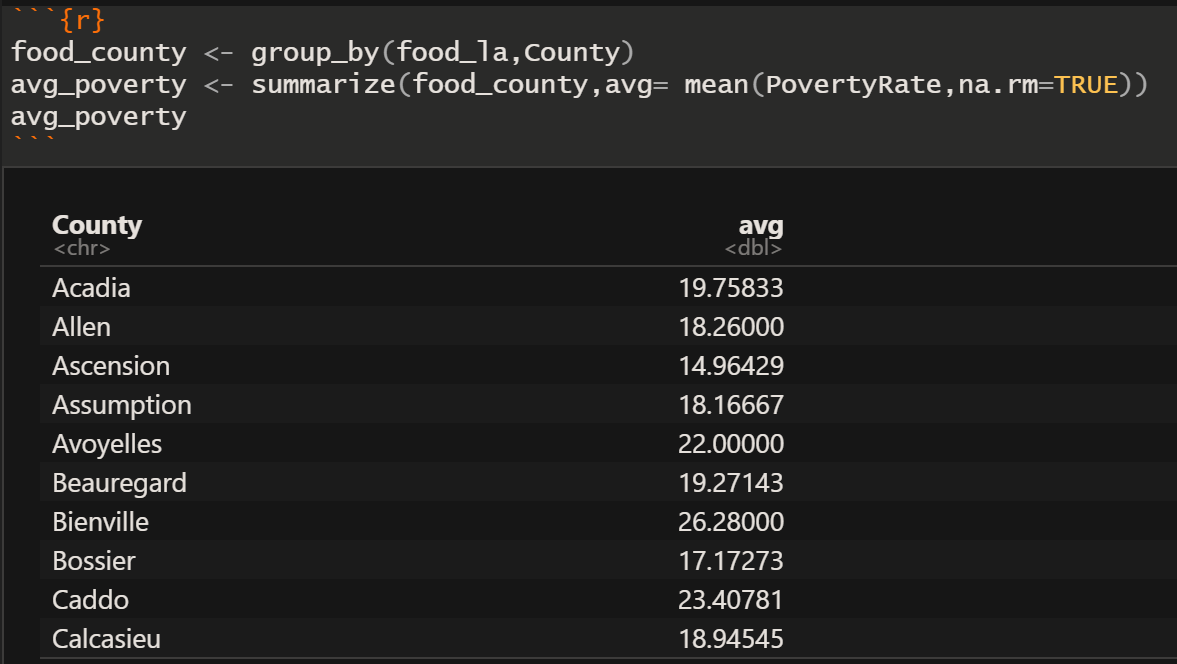 ```{r}
food_county <- group_by(food_la,County)
avg_poverty <- summarize(food_county,avg= mean(PovertyRate,na.rm=TRUE))
avg_poverty
```
County avg
<chr> <dbl>
Acadia 19.75833
Allen 18.26000
Ascension 14.96429
Assumption 18.16667
Avoyelles 22.00000
Beauregard 19.27143
Bienville 26.28000
Bossier 17.17273
Caddo 23.40781
Calcasieu 18.94545